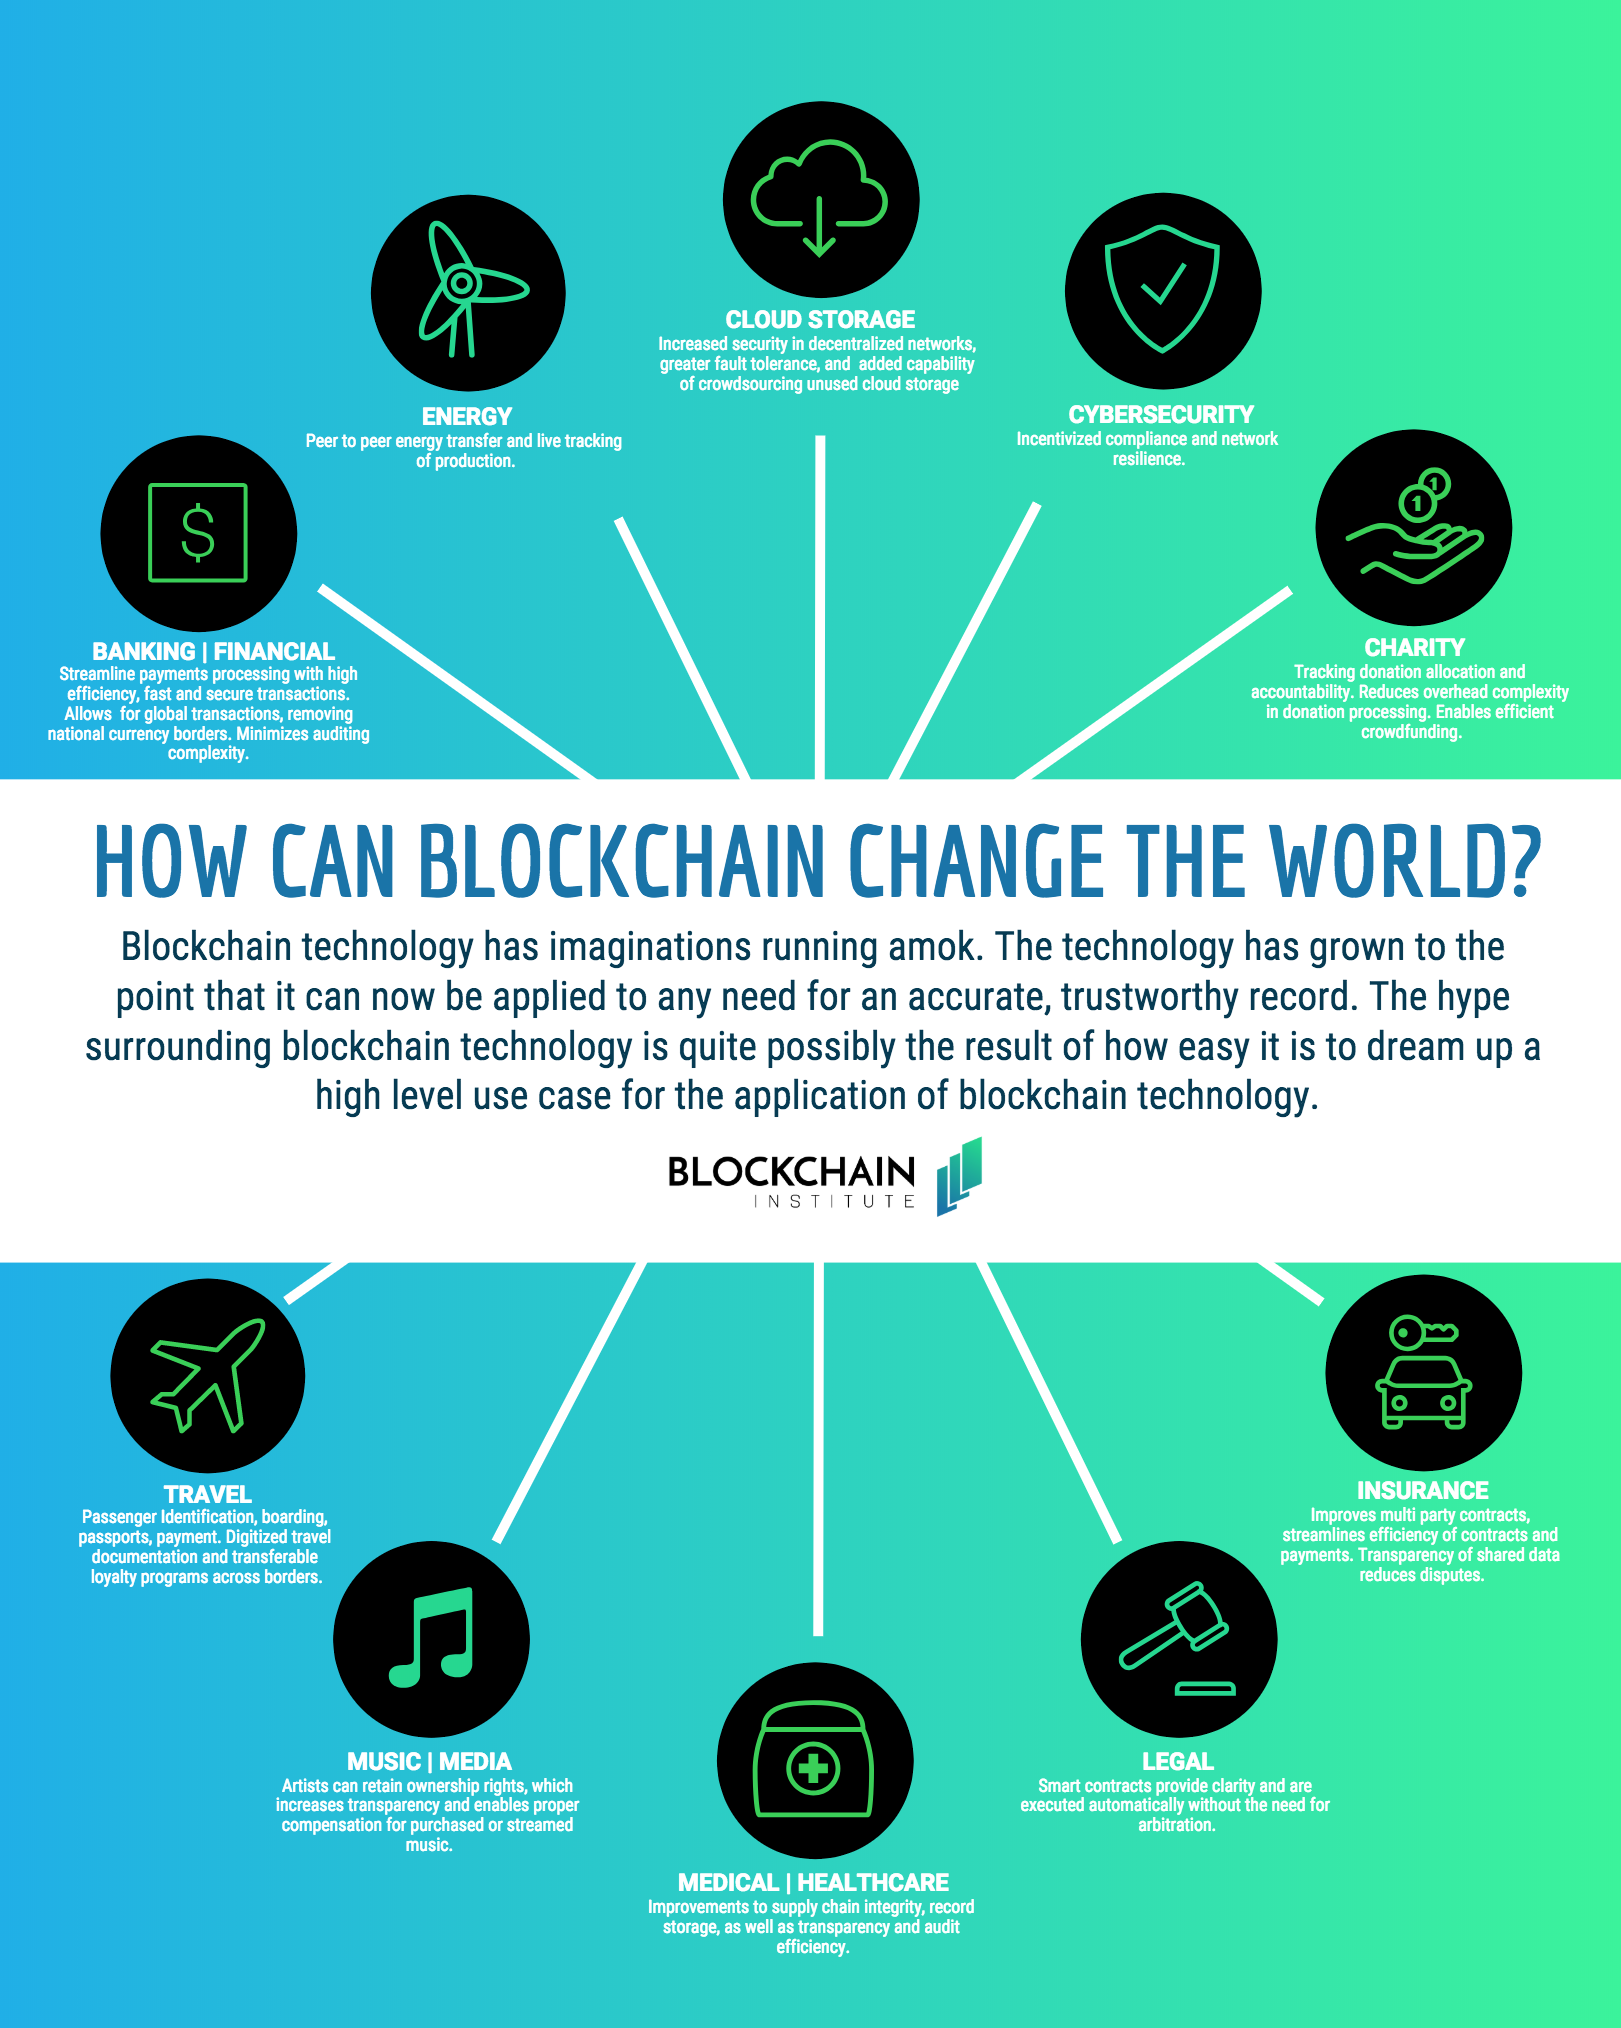 CLOUD STORAGE
Increased security in decentralized networks,
greater fault tolerance, and added capability
of crowdsourcing unused cloud storage
ENERGY
Peer to peer energy transfer and live tracking
of production.
CYBERSECURITY
Incentivized compliance and network
resilience.
$
BANKING | FINANCIAL
Streamline payments processing with high
efficiency, fast and secure transactions.
Allows for global transactions, removing
national currency borders. Minimizes auditing
complexity.
1
1
CHARITY
Tracking donation allocation and
accountability. Reduces overhead complexity
in donation processing. Enables efficient
crowdfunding.
HOW CAN BLOCKCHAIN CHANGE THE WORLD?
Blockchain technology has imaginations running amok. The technology has grown to the
point that it can now be applied to any need for an accurate, trustworthy record. The hype
surrounding blockchain technology is quite possibly the result of how easy it is to dream up a
high level use case for the application of blockchain technology.
BLOCKCHAIN
INSTITUTE
TRAVEL
Passenger Identification, boarding,
passports, payment. Digitized travel
documentation and transferable
loyalty programs across borders.
INSURANCE
Improves multi party contracts,
streamlines efficiency of contracts and
payments. Transparency of shared data
reduces disputes.
MUSIC | MEDIA
Artists can retain ownership rights, which
increases transparency and enables proper
compensation for purchased or streamed
music.
LEGAL
Smart contracts provide clarity and are
executed automatically without the need for
arbitration.
MEDICAL | HEALTHCARE
Improvements to supply chain integrity, record
storage, as well as transparency and audit
efficiency.